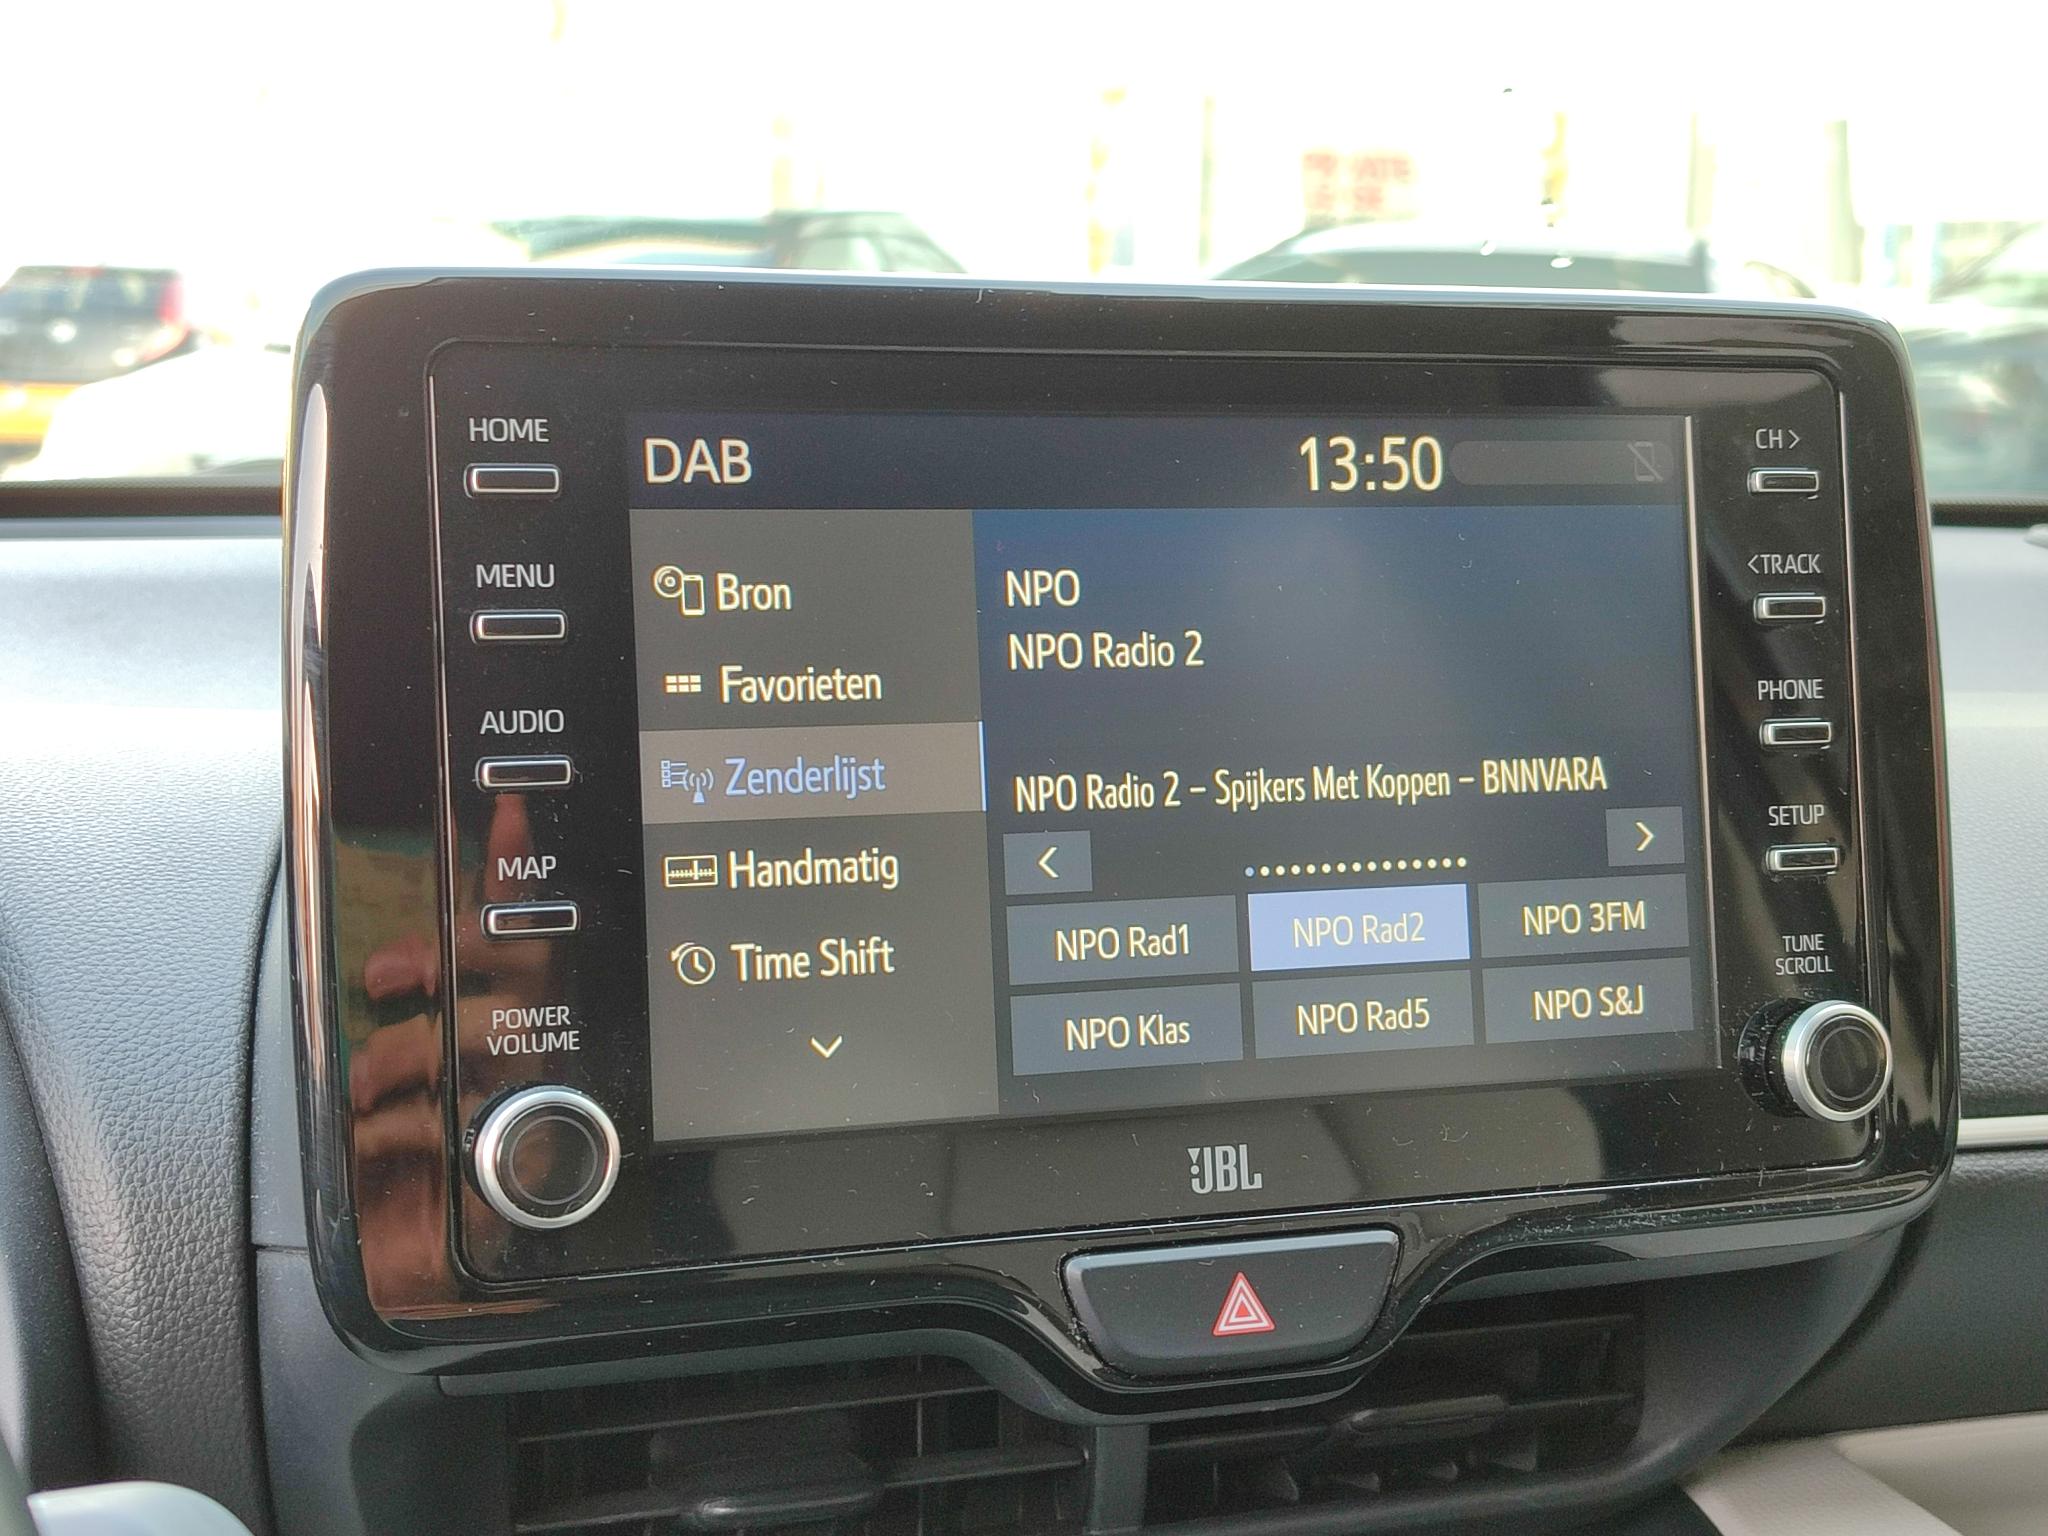 HOME
MENU
AUDIO
MAP
POWER
VOLUME
DAB
13:50
Bron
Favorieten
Zenderlijst
Handmatig
Time Shift
NPO
NPO Radio 2
NPO Radio 2 – Spijkers Met Koppen – BNNVARA
NPO Rad1
NPO Rad2
NPO 3FM
NPO Klas
NPO Rad5
NPO S&J
CH>
<TRACK
PHONE
SETUP
TUNE
SCROLL
JBL